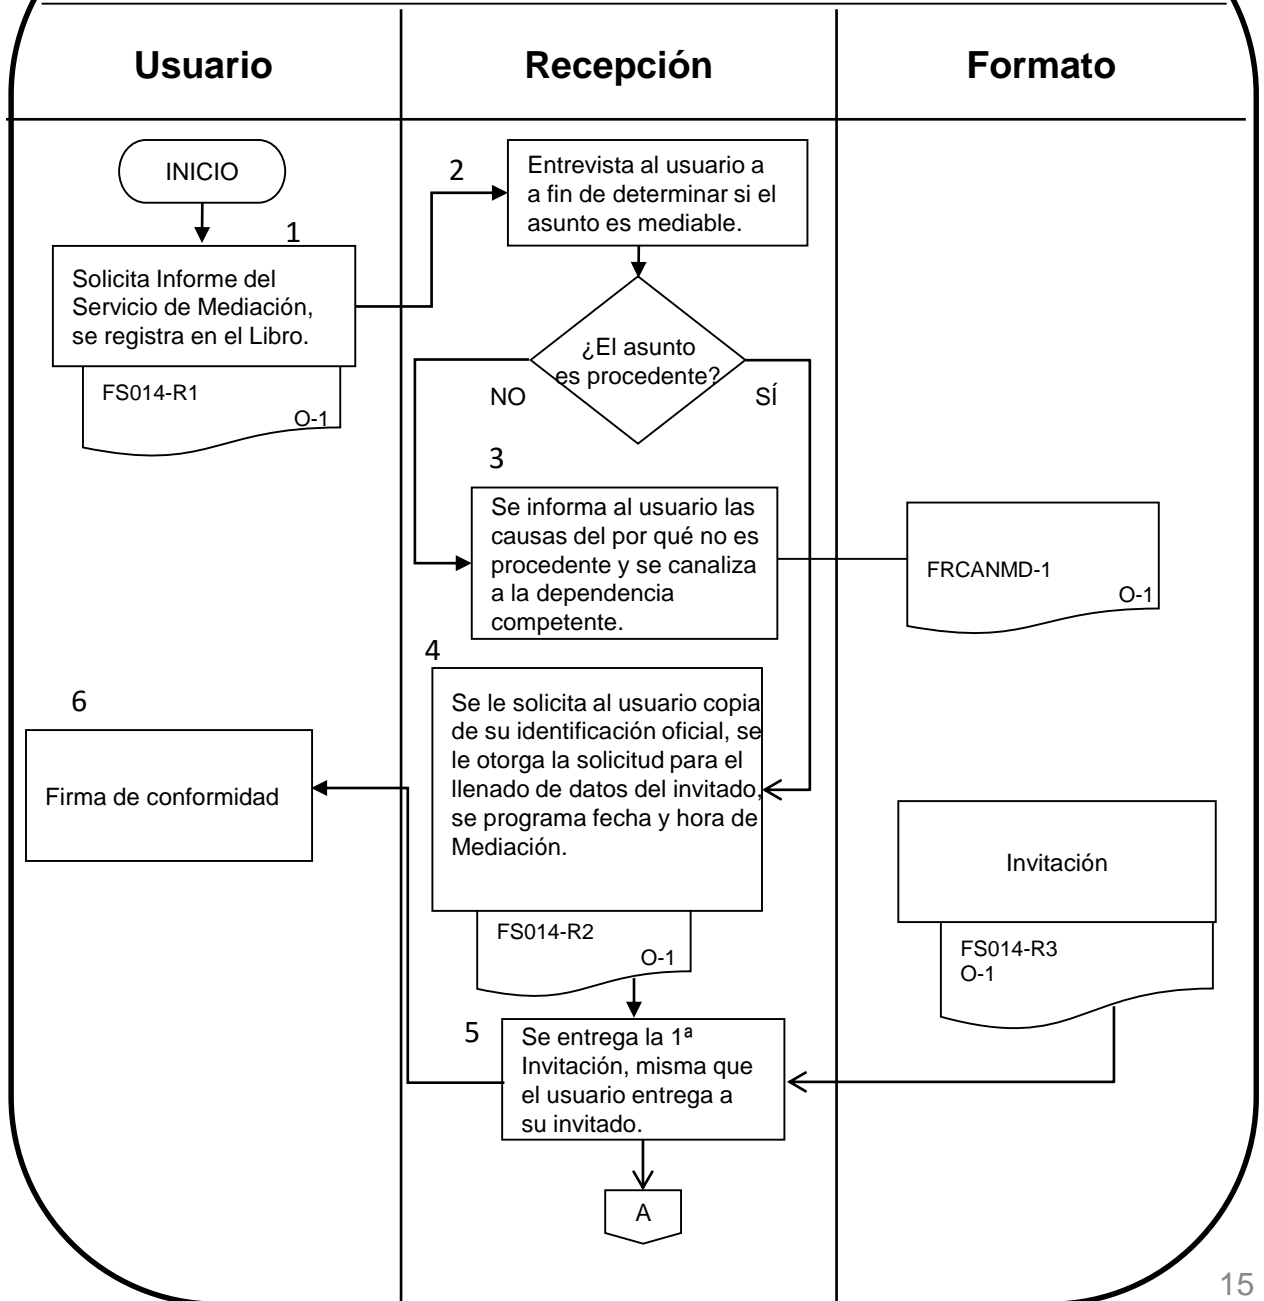 Usuario
Recepción
Formato
INICIO
1
Solicita Informe del
Servicio de Mediación,
se registra en el Libro.
FS014-R1
O-1
2
Entrevista al usuario a
a fin de determinar si el
asunto es mediable.
¿El asunto
es procedente?
NO
SÍ
3
Se informa al usuario las
causas del por qué no es
procedente y se canaliza
a la dependencia
competente.
FRCANMD-1
O-1
4
Se le solicita al usuario copia
de su identificación oficial, se
le otorga la solicitud para el
llenado de datos del invitado,
se programa fecha y hora de
Mediación.
FS014-R2
O-1
6
Firma de conformidad
Invitación
FS014-R3
O-1
5
Se entrega la 1ª
Invitación, misma que
el usuario entrega a
su invitado.
A
15